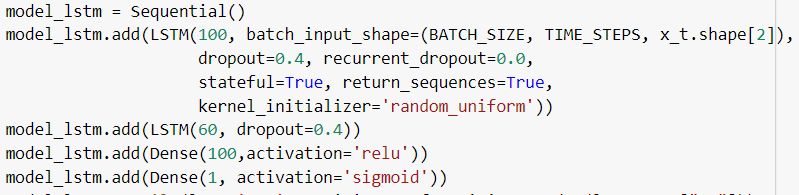 model_lstm = Sequential()
model_lstm.add(LSTM(100, batch_input_shape=(BATCH_SIZE, TIME_STEPS, x_t.shape[2]),
dropout=0.4, recurrent_dropout=0.0,
stateful=True, return_sequences=True,
kernel_initializer='random_uniform'))
model_lstm.add(LSTM(60, dropout=0.4))
model_lstm.add(Dense(100,activation='relu'))
model_lstm.add(Dense(1, activation='sigmoid'))